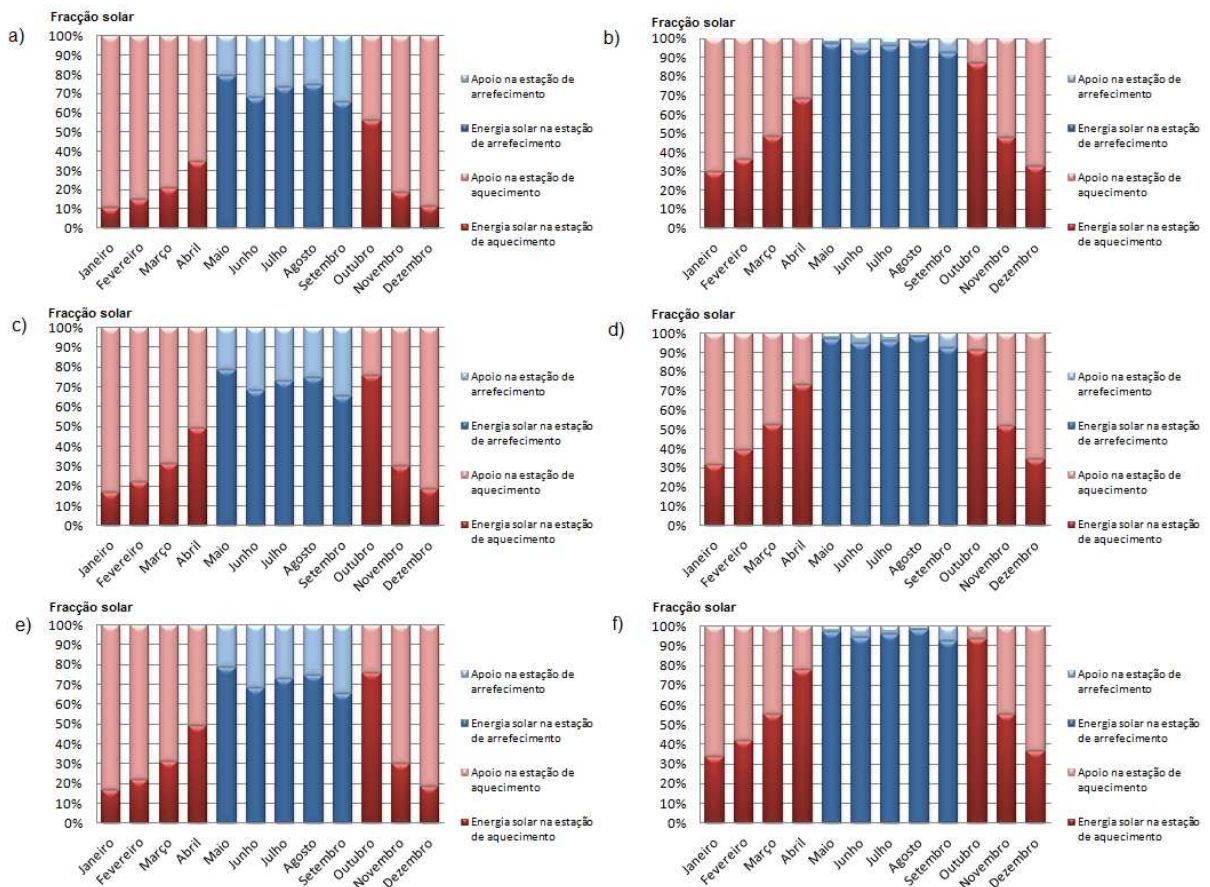 Fracção solar
a)
100%
90%
80%
70%
60%
50%
40%
30%
20%
10%
0%
Janeiro
Fevereiro
Março
Abril
Maio
Junho
Julho
Agosto
Setembro
Outubro
Novembro
Dezembro
Apoio na estação de
arrefecimento
Energia solar na estação
de arrefecimento
Apoio na estação de
aquecimento
Energia solar na estação
de aquecimento
Fracção solar
b)
100%
90%
80%
70%
60%
50%
40%
30%
20%
10%
0%
Janeiro
Fevereiro
Março
Abril
Maio
Junho
Julho
Agosto
Setembro
Outubro
Novembro
Dezembro
Apoio na estação de
arrefecimento
Energia solar na estação
de arrefecimento
Apoio na estação de
aquecimento
Energia solar na estação
de aquecimento
Fracção solar
c)
100%
90%
80%
70%
60%
50%
40%
30%
20%
10%
0%
Janeiro
Fevereiro
Março
Abril
Maio
Junho
Julho
Agosto
Setembro
Outubro
Novembro
Dezembro
Apoio na estação de
arrefecimento
Energia solar na estação
de arrefecimento
Apoio na estação de
aquecimento
Energia solar na estação
de aquecimento
Fracção solar
d)
100%
90%
80%
70%
60%
50%
40%
30%
20%
10%
0%
Janeiro
Fevereiro
Março
Abril
Maio
Junho
Julho
Agosto
Setembro
Outubro
Novembro
Dezembro
Apoio na estação de
arrefecimento
Energia solar na estação
de arrefecimento
Apoio na estação de
aquecimento
Energia solar na estação
de aquecimento
Fracção solar
e)
100%
90%
80%
70%
60%
50%
40%
30%
20%
10%
0%
Janeiro
Fevereiro
Março
Abril
Maio
Junho
Julho
Agosto
Setembro
Outubro
Novembro
Dezembro
Apoio na estação de
arrefecimento
Energia solar na estação
de arrefecimento
Apoio na estação de
aquecimento
Energia solar na estação
de aquecimento
Fracção solar
f)
100%
90%
80%
70%
60%
50%
40%
30%
20%
10%
0%
Janeiro
Fevereiro
Março
Abril
Maio
Junho
Julho
Agosto
Setembro
Outubro
Novembro
Dezembro
Apoio na estação de
arrefecimento
Energia solar na estação
de arrefecimento
Apoio na estação de
aquecimento
Energia solar na estação
de aquecimento